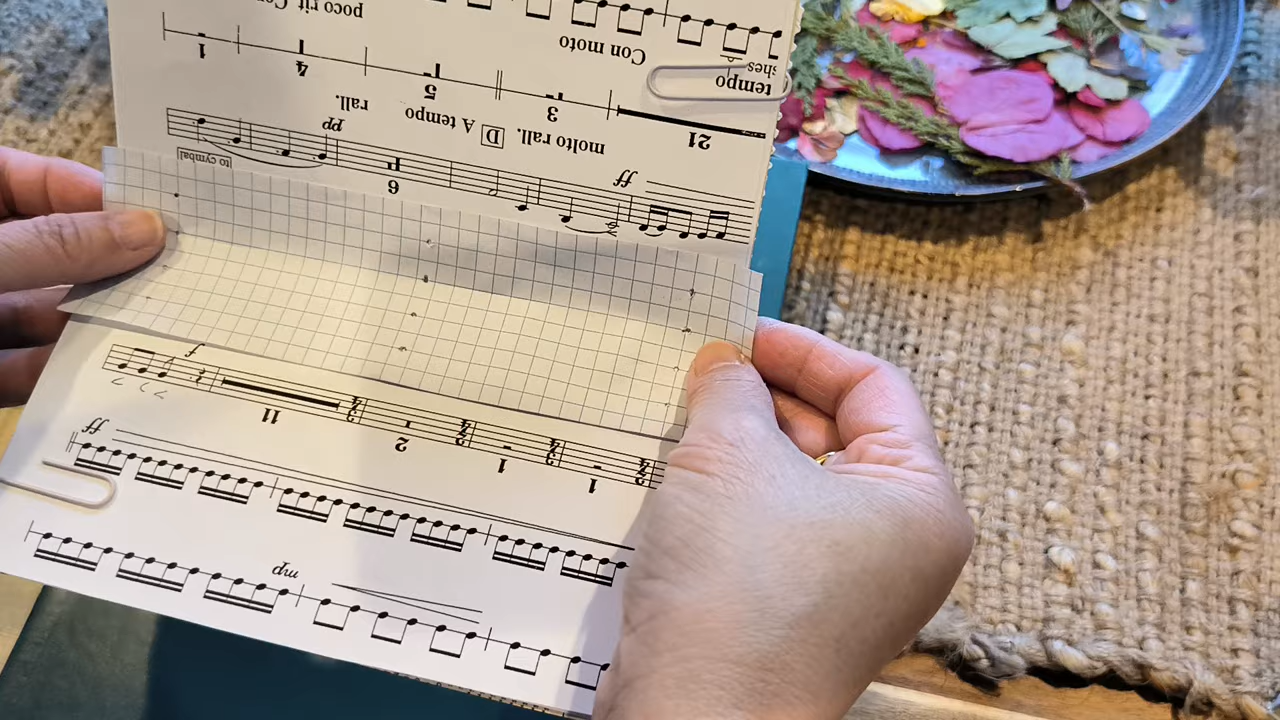 mp
ff
1 1 2 11
f
ff 6 to cymbal
pp
molto rall. D A tempo rall.
21 3 5 4 1
tempo
shes
Con moto poco rit